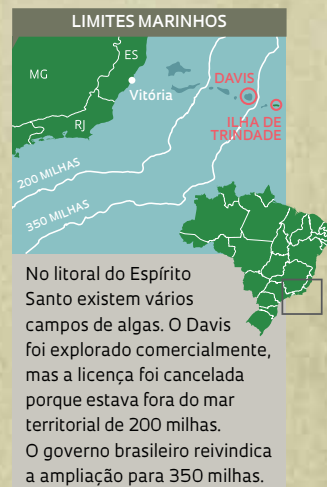 LIMITES MARINHOS
ES
MG
DAVIS
Vitória
ILHA DE
TRINDADE
RJ
200 MILHAS
350 MILHAS
No litoral do Espírito
Santo existem vários
campos de algas. O Davis
foi explorado comercialmente,
mas a licença foi cancelada
porque estava fora do mar
territorial de 200 milhas.
O governo brasileiro reivindica
a ampliação para 350 milhas.